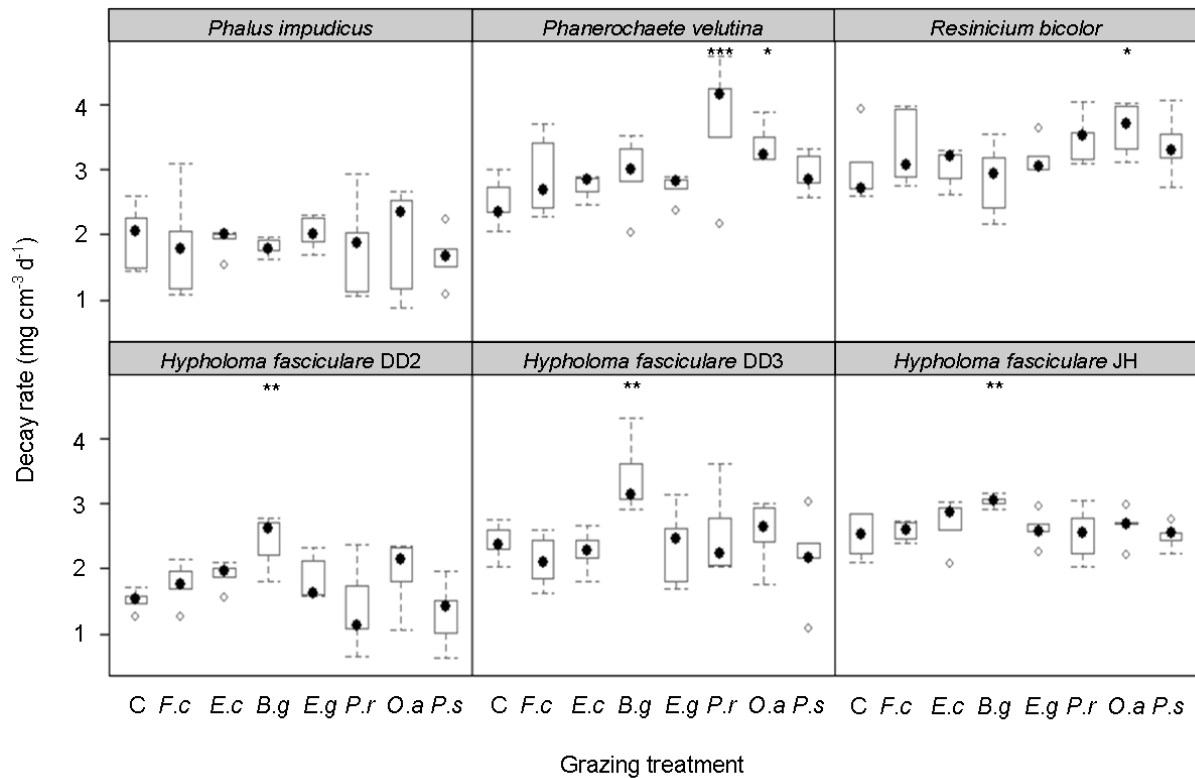 Phalus impudicus
Phanerochaete velutina
Resinicium bicolor
*** *
*
4
3
2
1
Hypholoma fasciculare DD2
Hypholoma fasciculare DD3
Hypholoma fasciculare JH
**
**
**
4
3
2
1
Decay rate (mg cm⁻³ d⁻¹)
C F.c E.c B.g E.g P.r O.a P.s
C F.c E.c B.g E.g P.r O.a P.s
C F.c E.c B.g E.g P.r O.a P.s
Grazing treatment